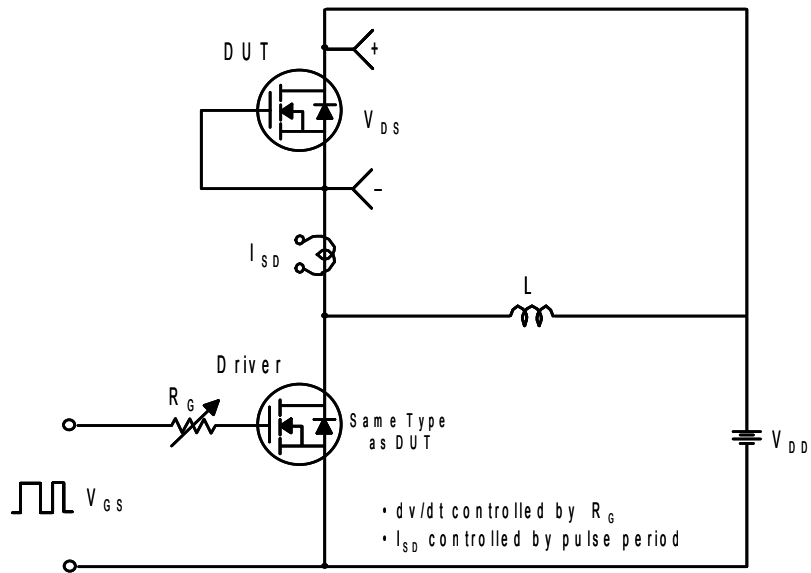 DUT
+
VDS
−
ISD
L
Driver
RG
Same Type
as DUT
VDD
VGS
• dv/dt controlled by RG
• ISD controlled by pulse period